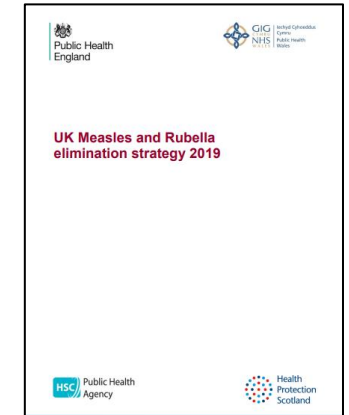 Public Health
England
GIG
CYMRU
NHS
WALES
Iechyd Cyhoeddus
Cymru
Public Health
Wales
UK Measles and Rubella
elimination strategy 2019
HSC Public Health
Agency
Health
Protection
Scotland